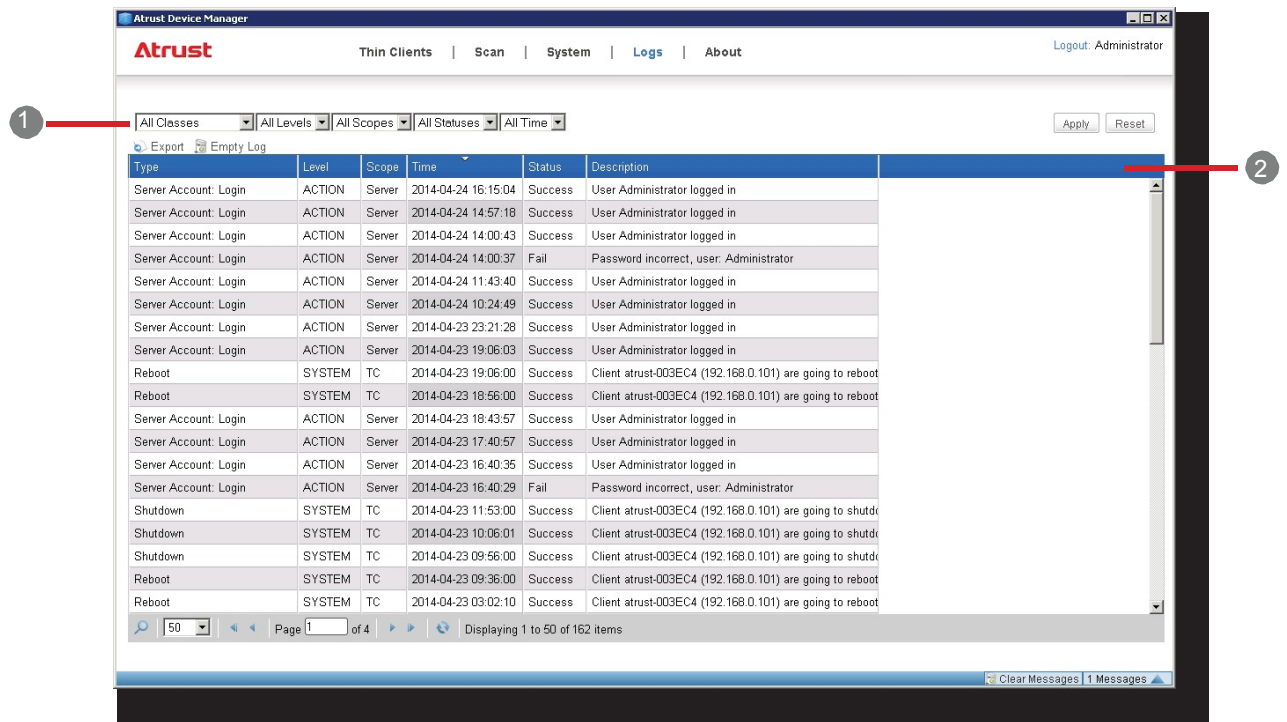 Atrust Device Manager
Atrust
Thin Clients | Scan | System | Logs | About
Logout: Administrator
1
All Classes All Levels All Scopes All Statuses All Time
Apply Reset
Export Empty Log
Type Level Scope Time Status Description
2
Server Account: Login ACTION Server 2014-04-24 16:15:04 Success User Administrator logged in
Server Account: Login ACTION Server 2014-04-24 14:57:18 Success User Administrator logged in
Server Account: Login ACTION Server 2014-04-24 14:00:43 Success User Administrator logged in
Server Account: Login ACTION Server 2014-04-24 14:00:37 Fail Password incorrect, user: Administrator
Server Account: Login ACTION Server 2014-04-24 11:43:40 Success User Administrator logged in
Server Account: Login ACTION Server 2014-04-24 10:24:49 Success User Administrator logged in
Server Account: Login ACTION Server 2014-04-23 23:21:28 Success User Administrator logged in
Server Account: Login ACTION Server 2014-04-23 19:06:03 Success User Administrator logged in
Reboot SYSTEM TC 2014-04-23 19:06:00 Success Client atrust-003EC4 (192.168.0.101) are going to reboot
Reboot SYSTEM TC 2014-04-23 18:56:00 Success Client atrust-003EC4 (192.168.0.101) are going to reboot
Server Account: Login ACTION Server 2014-04-23 18:43:57 Success User Administrator logged in
Server Account: Login ACTION Server 2014-04-23 17:40:57 Success User Administrator logged in
Server Account: Login ACTION Server 2014-04-23 16:40:35 Success User Administrator logged in
Server Account: Login ACTION Server 2014-04-23 16:40:29 Fail Password incorrect, user: Administrator
Shutdown SYSTEM TC 2014-04-23 11:53:00 Success Client atrust-003EC4 (192.168.0.101) are going to shutd
Shutdown SYSTEM TC 2014-04-23 10:06:01 Success Client atrust-003EC4 (192.168.0.101) are going to shutd
Shutdown SYSTEM TC 2014-04-23 09:56:00 Success Client atrust-003EC4 (192.168.0.101) are going to shutd
Reboot SYSTEM TC 2014-04-23 09:36:00 Success Client atrust-003EC4 (192.168.0.101) are going to reboot
Reboot SYSTEM TC 2014-04-23 03:02:10 Success Client atrust-003EC4 (192.168.0.101) are going to reboot
50 Page 1 of 4 Displaying 1 to 50 of 162 items
Clear Messages 1 Messages